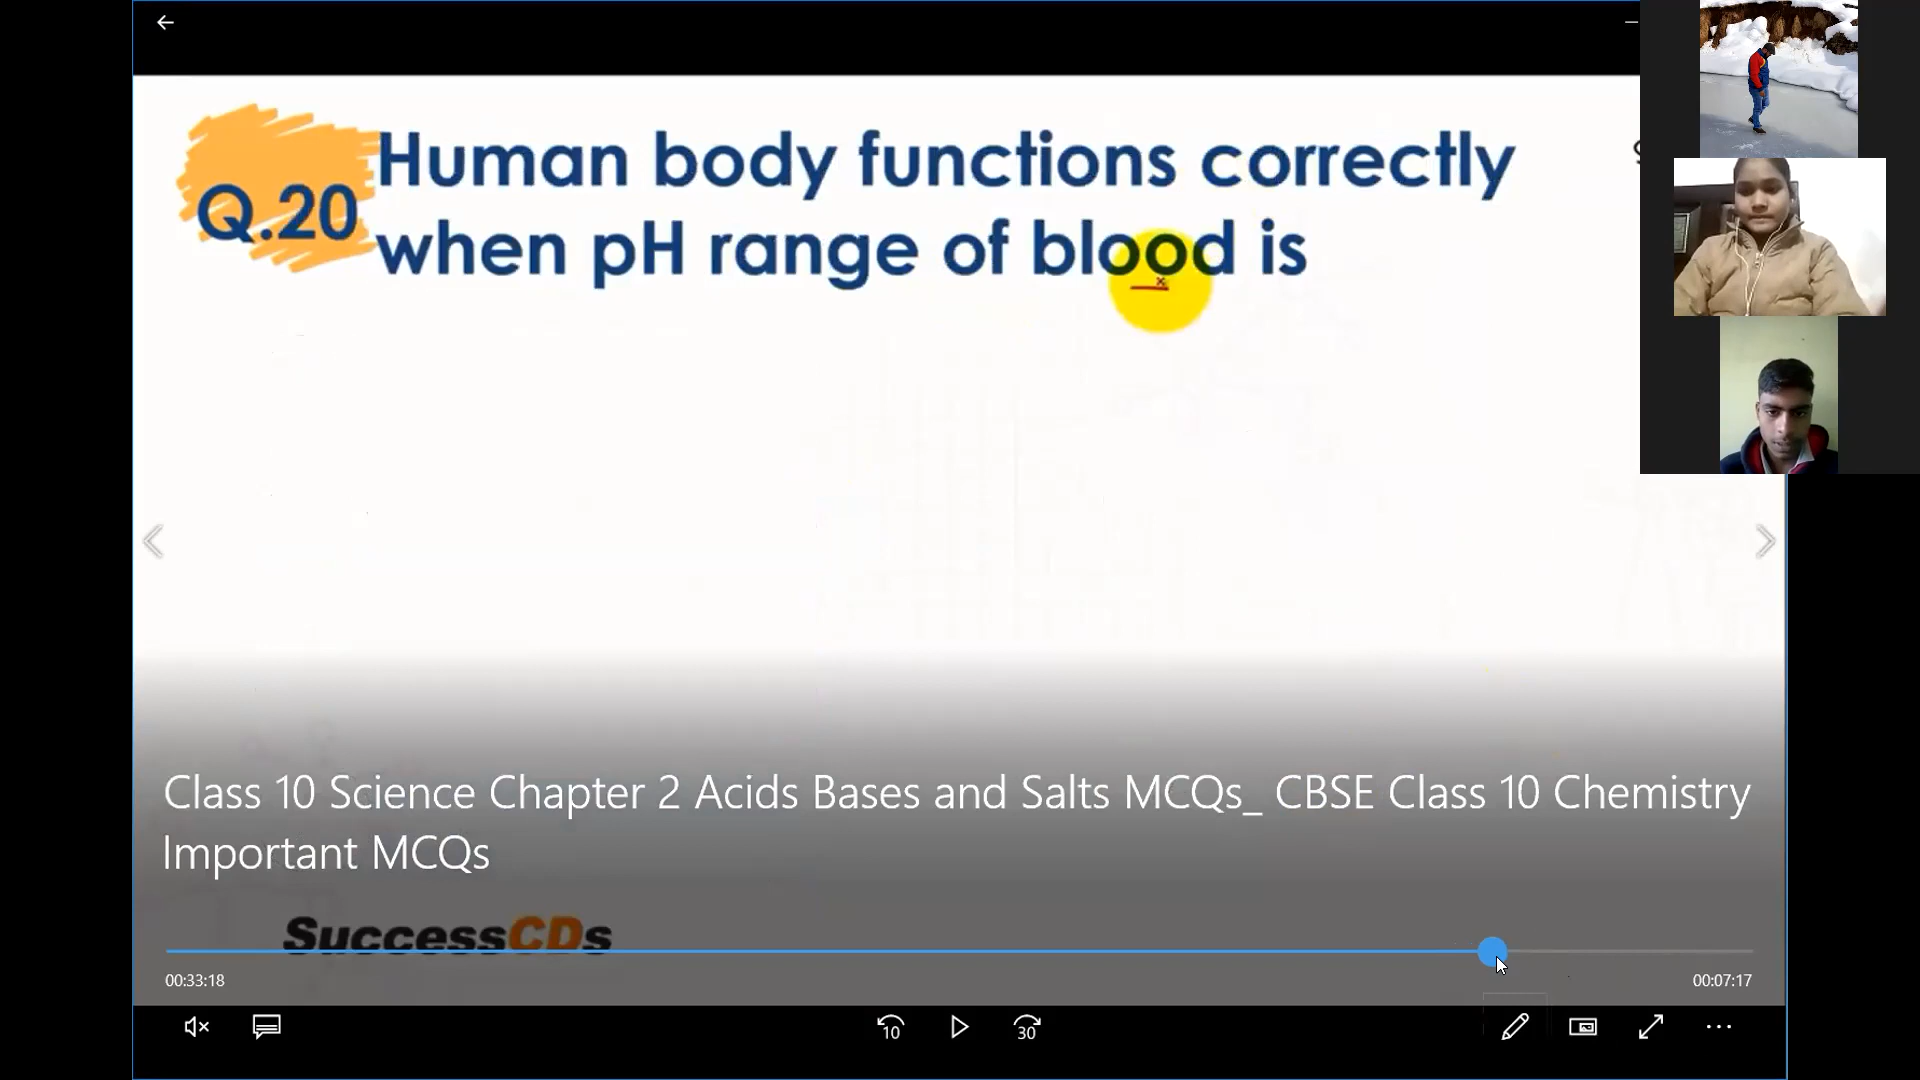 Q.20
Human body functions correctly
when pH range of blood is
Class 10 Science Chapter 2 Acids Bases and Salts MCQs_ CBSE Class 10 Chemistry
Important MCQs
SuccessCDs
00:33:18
00:07:17
10
30